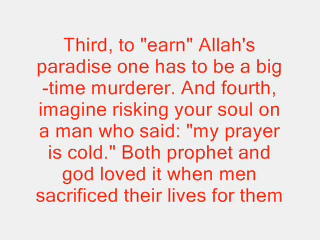 Third, to "earn" Allah's
paradise one has to be a big
-time murderer. And fourth,
imagine risking your soul on
a man who said: "my prayer
is cold." Both prophet and
god loved it when men
sacrificed their lives for them